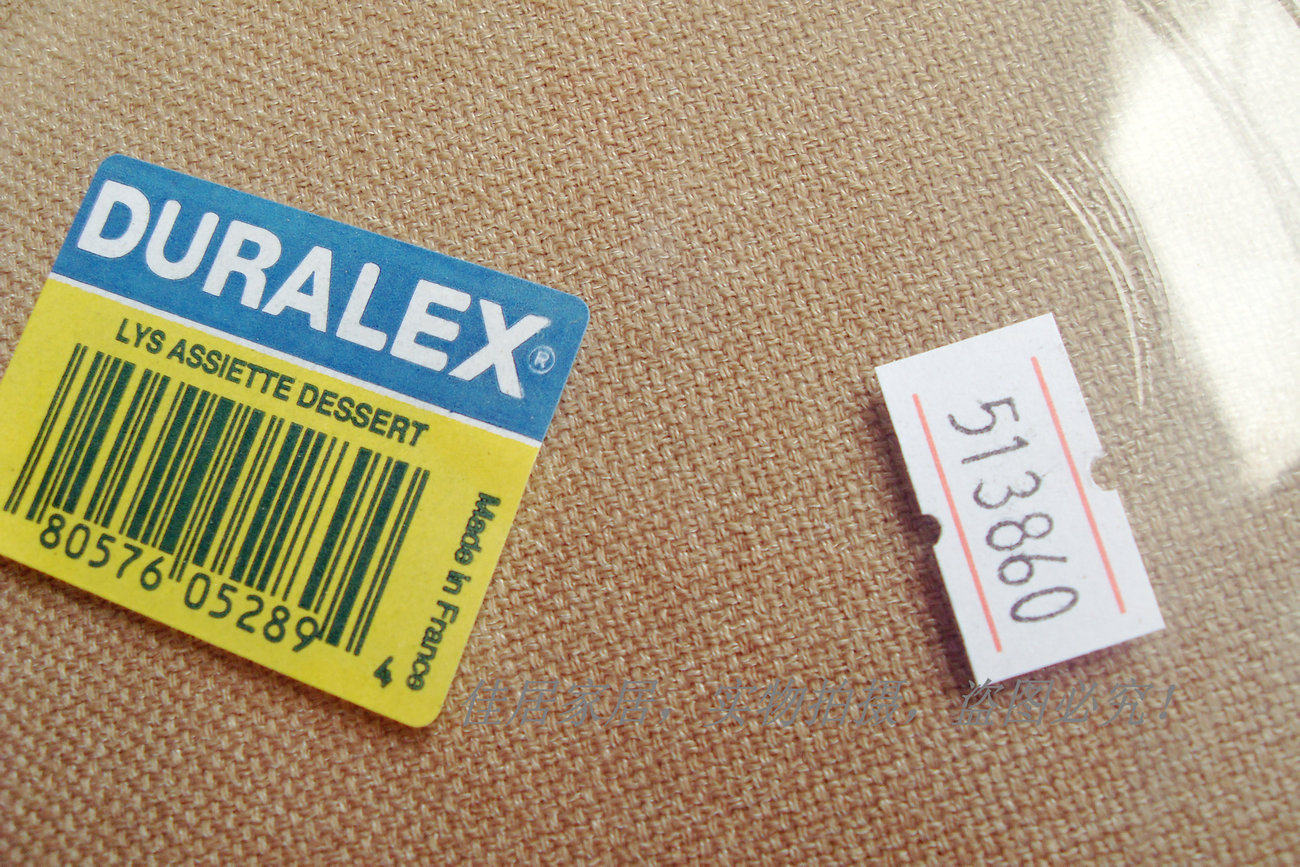 DURALEX®
LYS ASSIETTE DESSERT
80576 05289 4
Made in France
513860
佳居家居，实物拍摄，盗图必究！